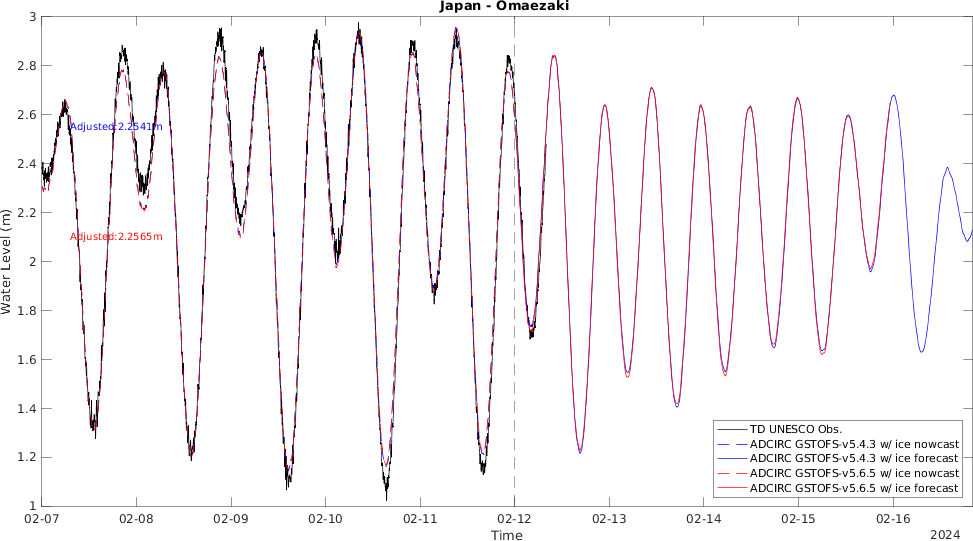 Japan - Omaezaki
3
2.8
2.6
2.4
2.2
2
1.8
1.6
1.4
1.2
1
Water Level (m)
Adjusted:2.2541m
Adjusted:2.2565m
TD UNESCO Obs.
ADCIRC GSTOFS-v5.4.3 w/ ice nowcast
ADCIRC GSTOFS-v5.4.3 w/ ice forecast
ADCIRC GSTOFS-v5.6.5 w/ ice nowcast
ADCIRC GSTOFS-v5.6.5 w/ ice forecast
02-07 02-08 02-09 02-10 02-11 02-12 02-13 02-14 02-15 02-16
Time
2024